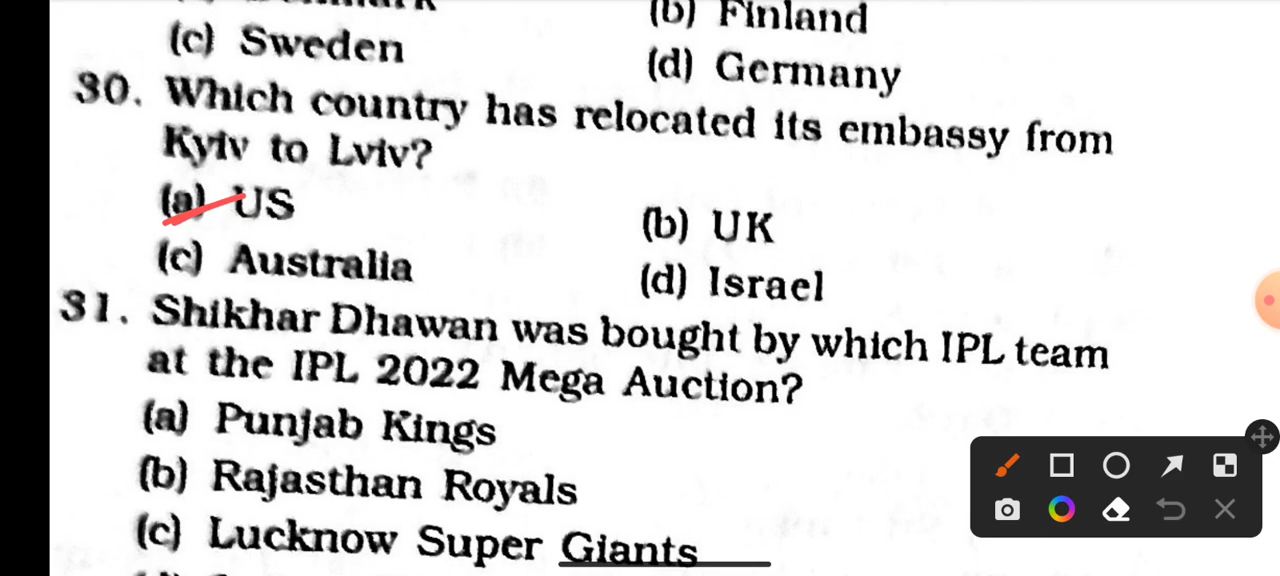 (b) Finland
(c) Sweden
(d) Germany
30. Which country has relocated its embassy from
Kyiv to Lviv?
(a) US
(b) UK
(c) Australia
(d) Israel
31. Shikhar Dhawan was bought by which IPL team
at the IPL 2022 Mega Auction?
(a) Punjab Kings
(b) Rajasthan Royals
(c) Lucknow Super Giants